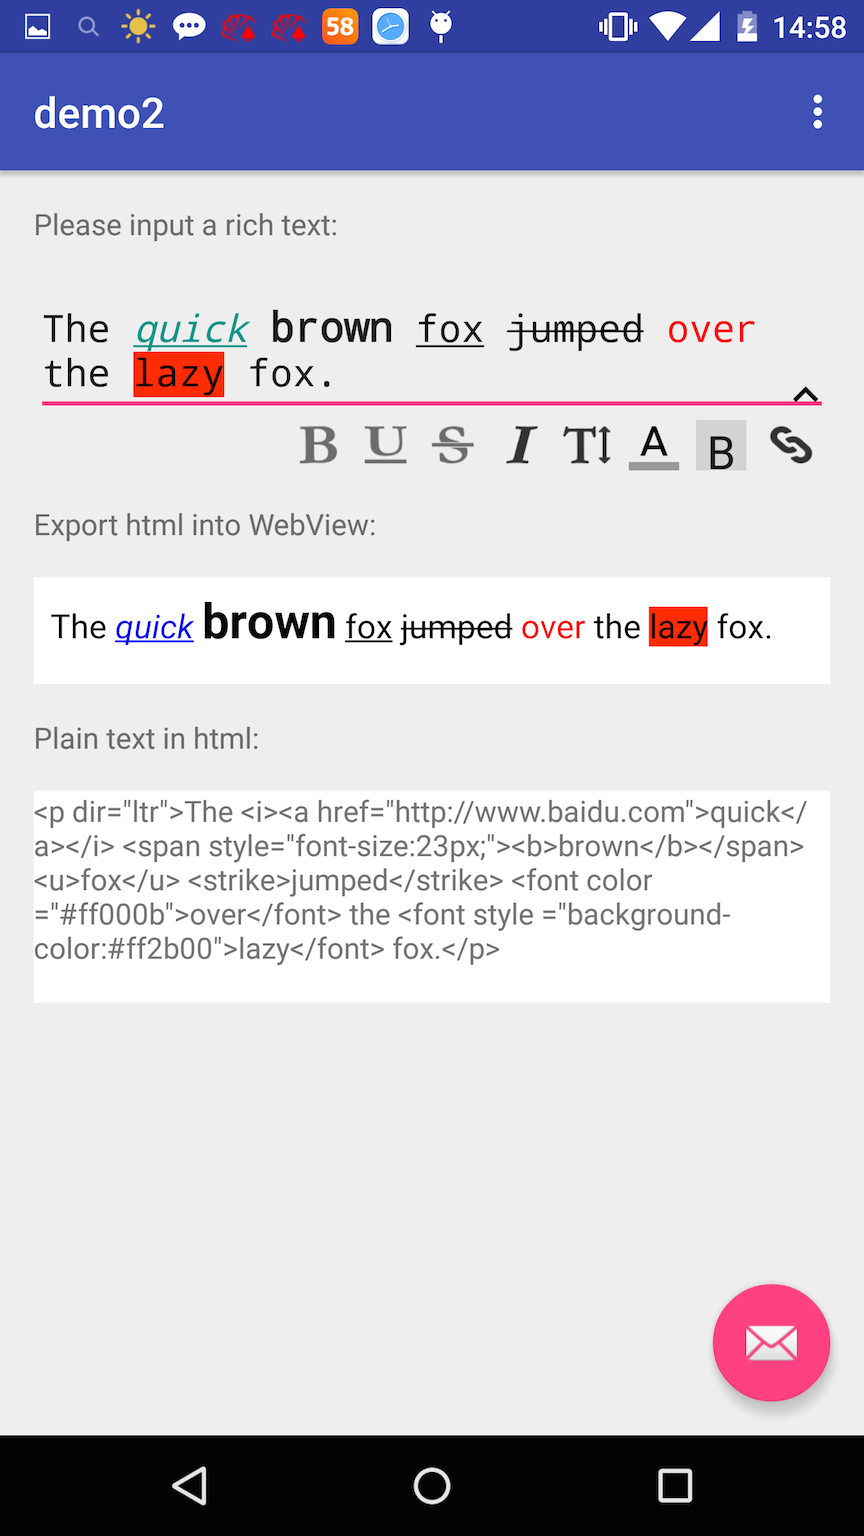 58
14:58
demo2
Please input a rich text:
The quick brown fox jumped over
the lazy fox.
B U S I T A B
Export html into WebView:
The quick brown fox jumped over the lazy fox.
Plain text in html:
<p dir="ltr">The <i><a href="http://www.baidu.com">quick</
a></i> <span style="font-size:23px;"><b>brown</b></span>
<u>fox</u> <strike>jumped</strike> <font color
="#ff000b">over</font> the <font style ="background-
color:#ff2b00">lazy</font> fox.</p>